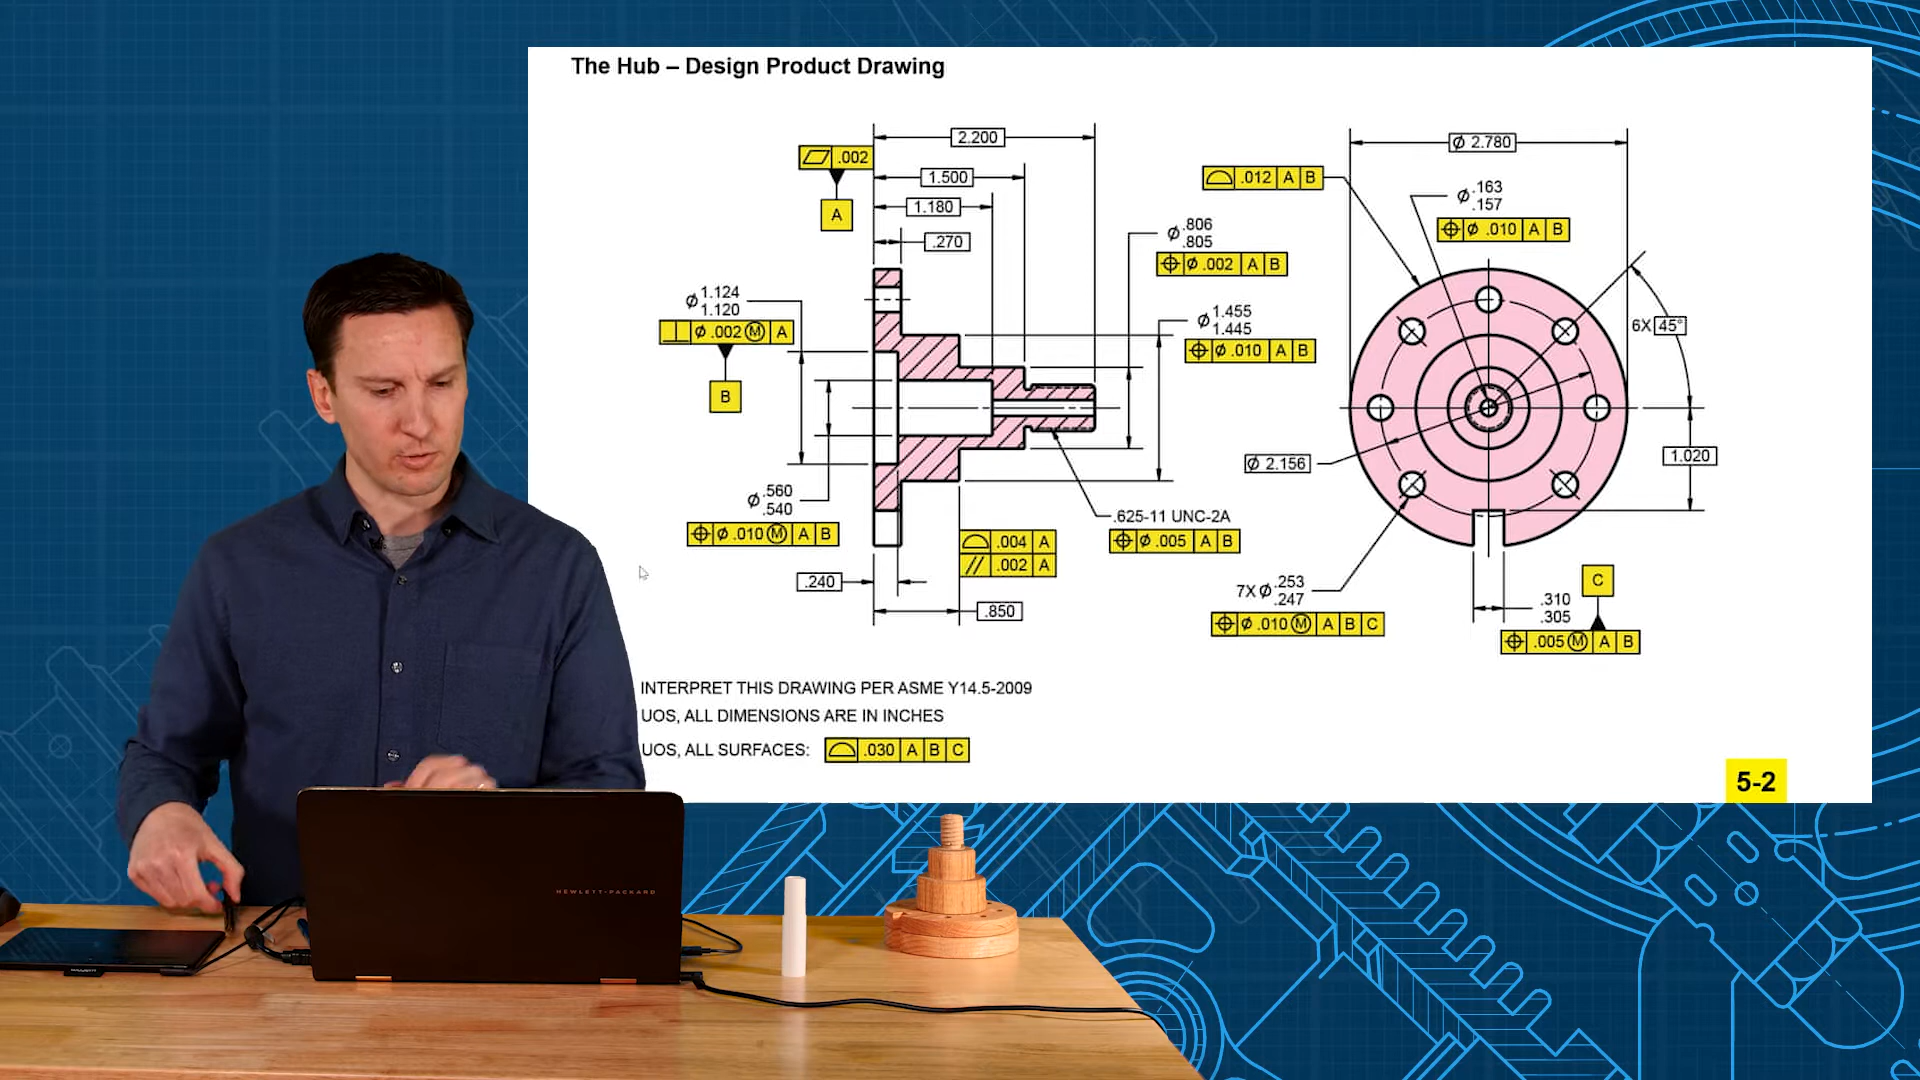 The Hub – Design Product Drawing
2.200
.002
1.500
A
1.180
.270
Ø 1.124
1.120
Ø .002 Ⓜ A
B
Ø .806
.805
Ø .002 A B
Ø 1.455
1.445
Ø .010 A B
Ø .560
.540
Ø .010 Ⓜ A B
.004 A
// .002 A
.625-11 UNC-2A
Ø .005 A B
.240
.850
Ø 2.780
.012 A B
Ø .163
.157
Ø .010 A B
6X 45°
Ø 2.156
1.020
7X Ø .253
.247
Ø .010 Ⓜ A B C
C
.310
.305
.005 Ⓜ A B
INTERPRET THIS DRAWING PER ASME Y14.5-2009
UOS, ALL DIMENSIONS ARE IN INCHES
UOS, ALL SURFACES: .030 A B C
5-2
HEWLETT-PACKARD